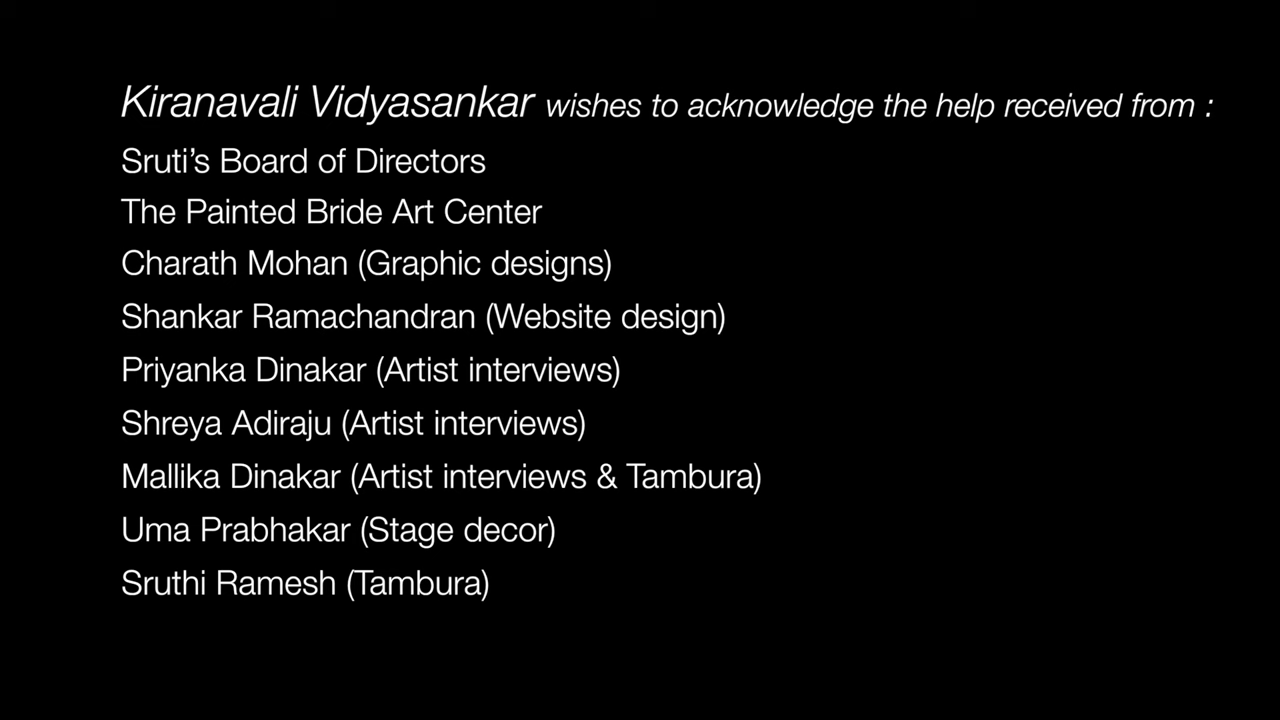 Kiranavali Vidyasankar wishes to acknowledge the help received from :
Sruti’s Board of Directors
The Painted Bride Art Center
Charath Mohan (Graphic designs)
Shankar Ramachandran (Website design)
Priyanka Dinakar (Artist interviews)
Shreya Adiraju (Artist interviews)
Mallika Dinakar (Artist interviews & Tambura)
Uma Prabhakar (Stage decor)
Sruthi Ramesh (Tambura)